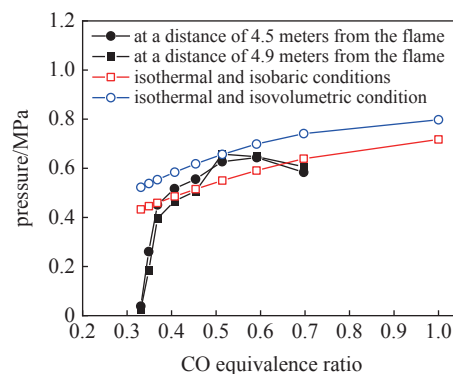 1.2
1.0
0.8
0.6
0.4
0.2
0
pressure/MPa
at a distance of 4.5 meters from the flame
at a distance of 4.9 meters from the flame
isothermal and isobaric conditions
isothermal and isovolumetric condition
0.2 0.3 0.4 0.5 0.6 0.7 0.8 0.9 1.0
CO equivalence ratio